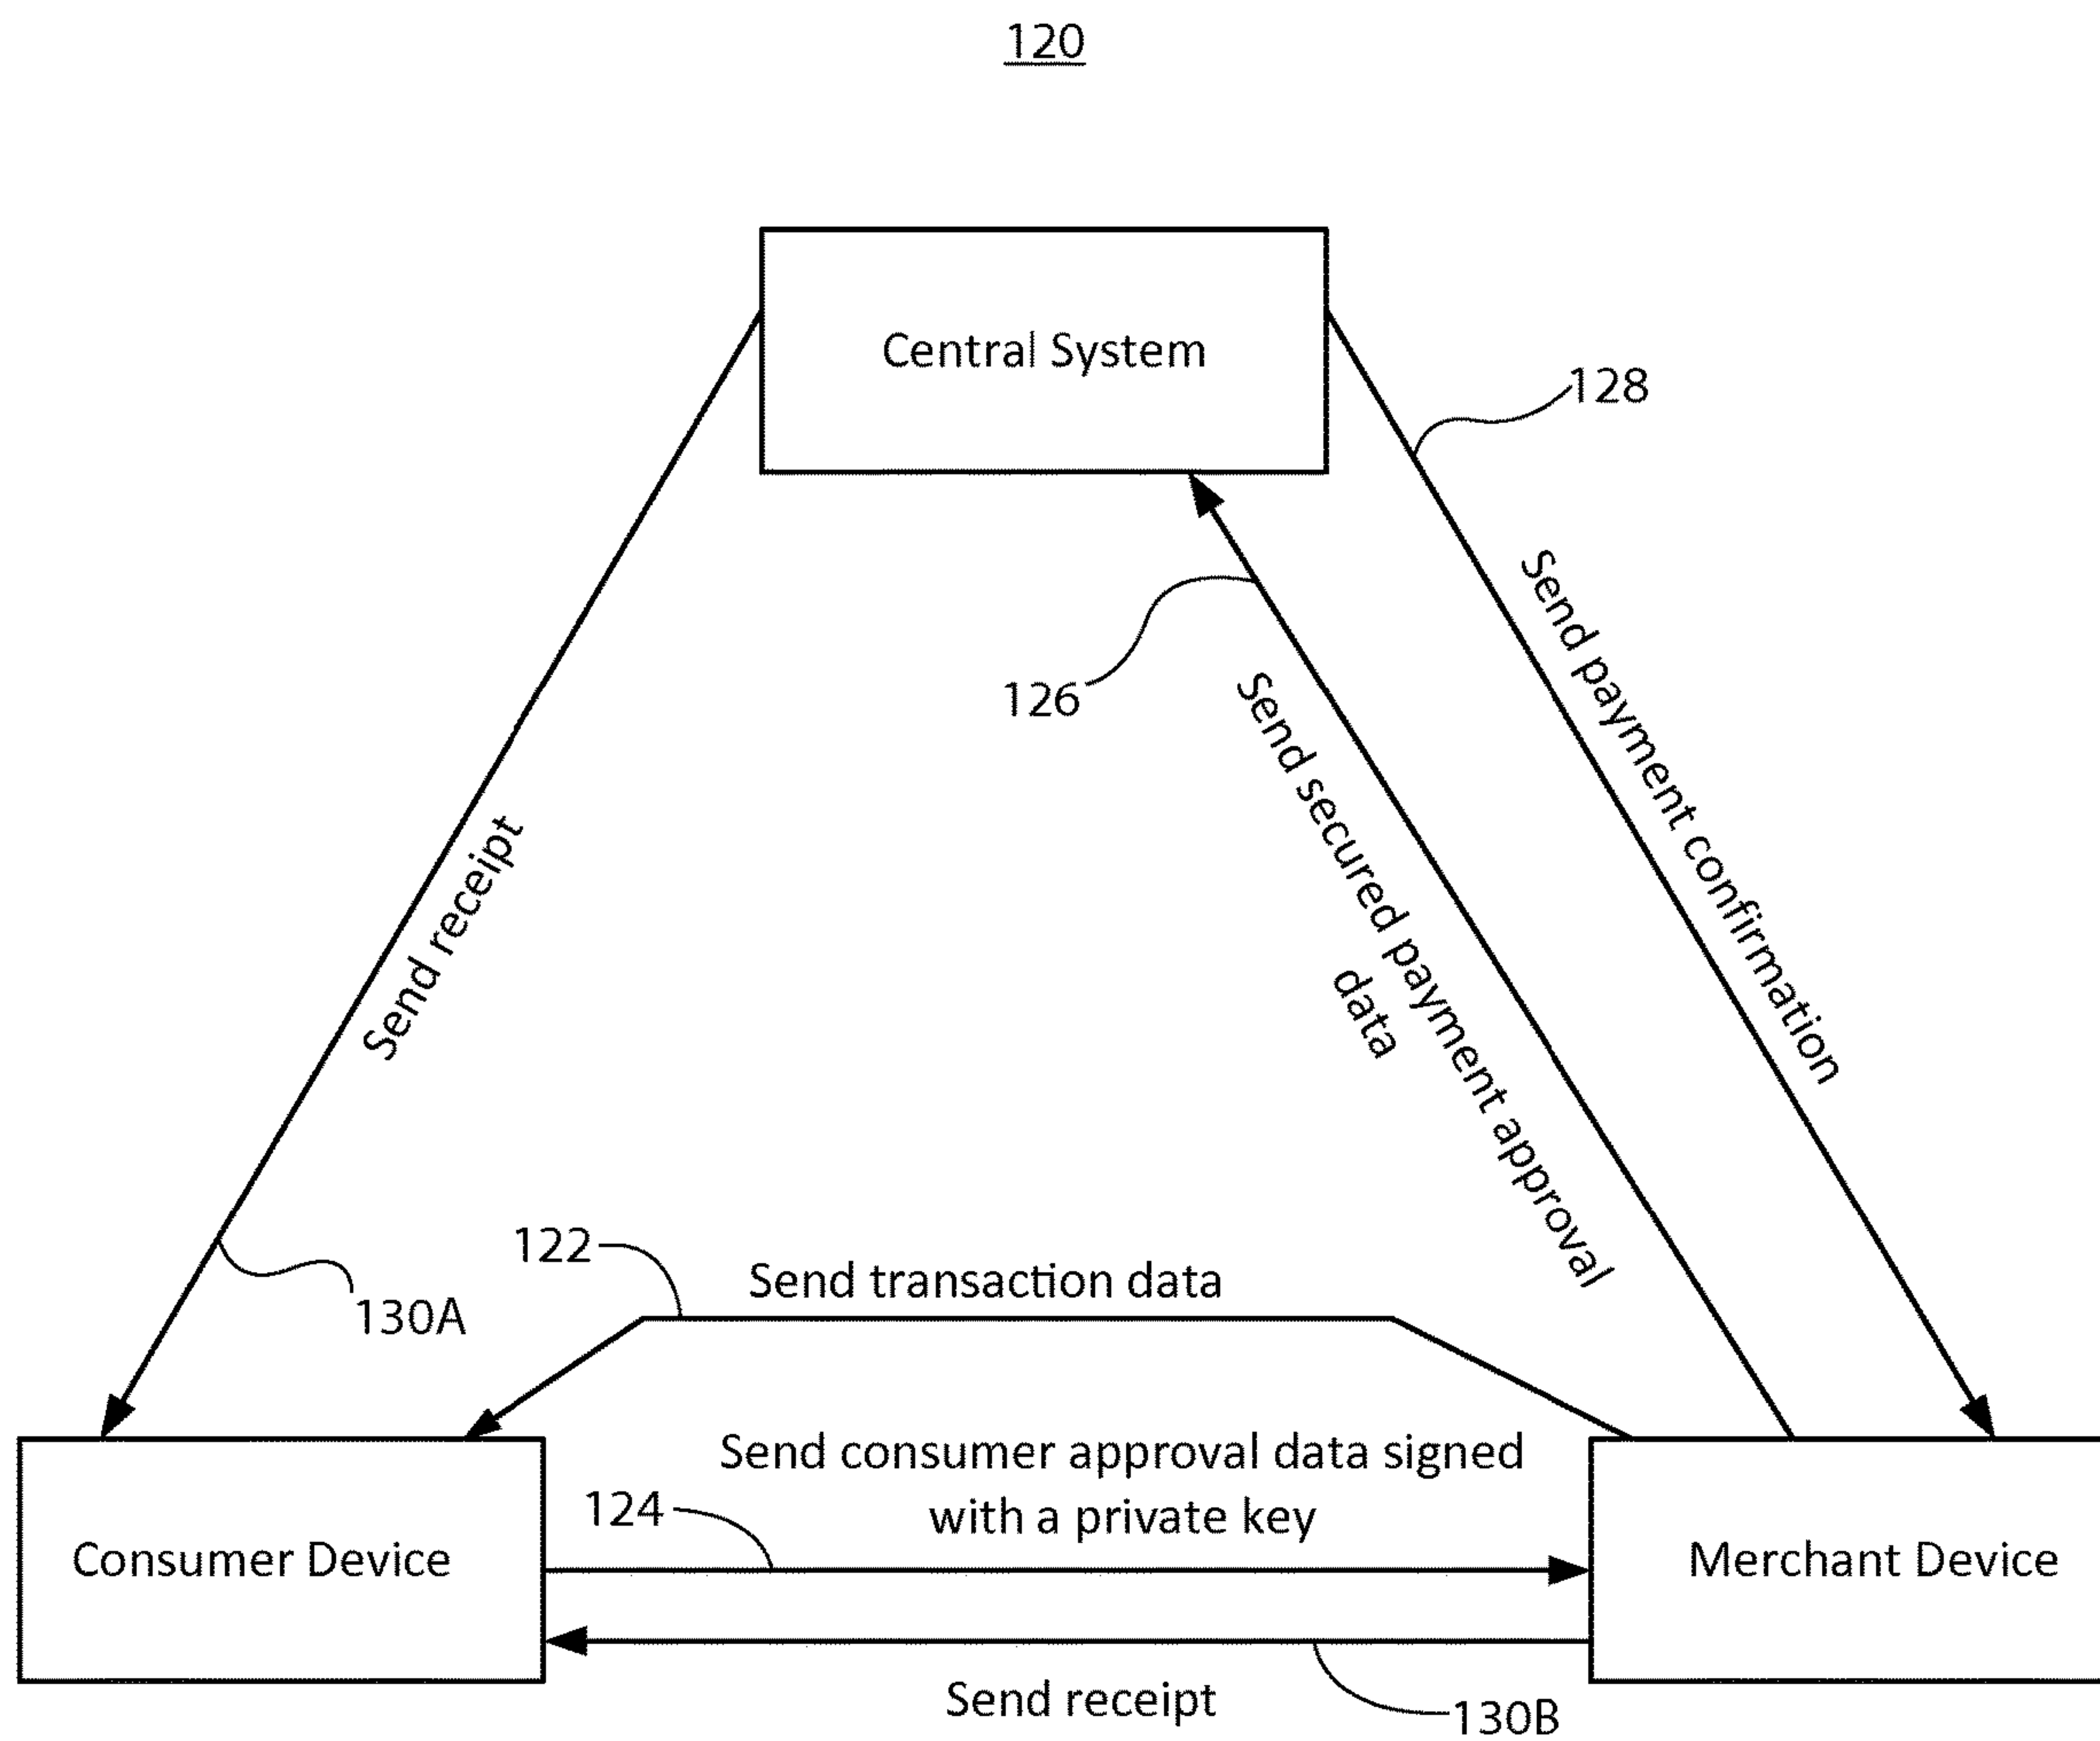 120
Central System
128
Send payment confirmation
126
Send secured payment approval
data
Send receipt
130A
122
Send transaction data
Send consumer approval data signed
with a private key
124
Consumer Device
Merchant Device
Send receipt
130B